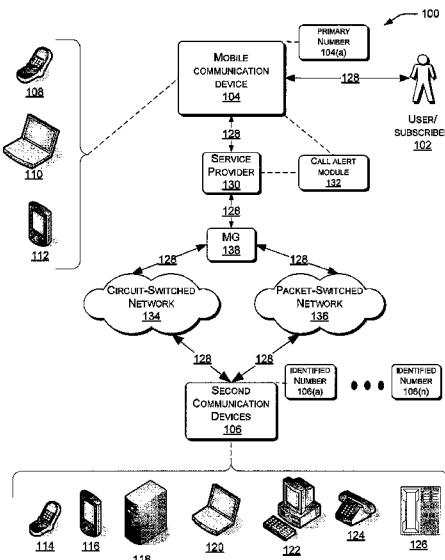 100
PRIMARY
NUMBER
104(a)
MOBILE
COMMUNICATION
DEVICE
104
128
USER/
SUBSCRIBE
102
108
110
112
128
SERVICE
PROVIDER
130
CALL ALERT
MODULE
132
128
MG
138
128
128
CIRCUIT-SWITCHED
NETWORK
134
PACKET-SWITCHED
NETWORK
136
128
128
SECOND
COMMUNICATION
DEVICES
106
IDENTIFIED
NUMBER
106(a)
IDENTIFIED
NUMBER
106(n)
114
116
118
120
122
124
126